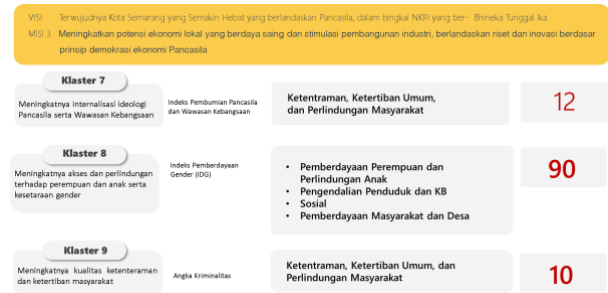 VISI Terwujudnya Kota Semarang yang Semakin Hebat yang berlandaskan Pancasila, dalam bingkai NKRI yang ber- Bhineka Tunggal Ika
MISI 3 Meningkatkan potensi ekonomi lokal yang berdaya saing dan stimulasi pembangunan industri, berlandaskan riset dan inovasi berdasar
prinsip demokrasi ekonomi Pancasila
Klaster 7
Meningkatnya internalisasi ideologi
Pancasila serta Wawasan Kebangsaan
Indeks Pembumian Pancasila
dan Wawasan Kebangsaan
Ketentraman, Ketertiban Umum,
dan Perlindungan Masyarakat
12
Klaster 8
Meningkatnya akses dan perlindungan
terhadap perempuan dan anak serta
kesetaraan gender
Indeks Pemberdayaan
Gender (IDG)
• Pemberdayaan Perempuan dan
Perlindungan Anak
• Pengendalian Penduduk dan KB
• Sosial
• Pemberdayaan Masyarakat dan Desa
90
Klaster 9
Meningkatnya kualitas ketenteraman
dan ketertiban masyarakat
Angka Kriminalitas
Ketentraman, Ketertiban Umum, dan
Perlindungan Masyarakat
10